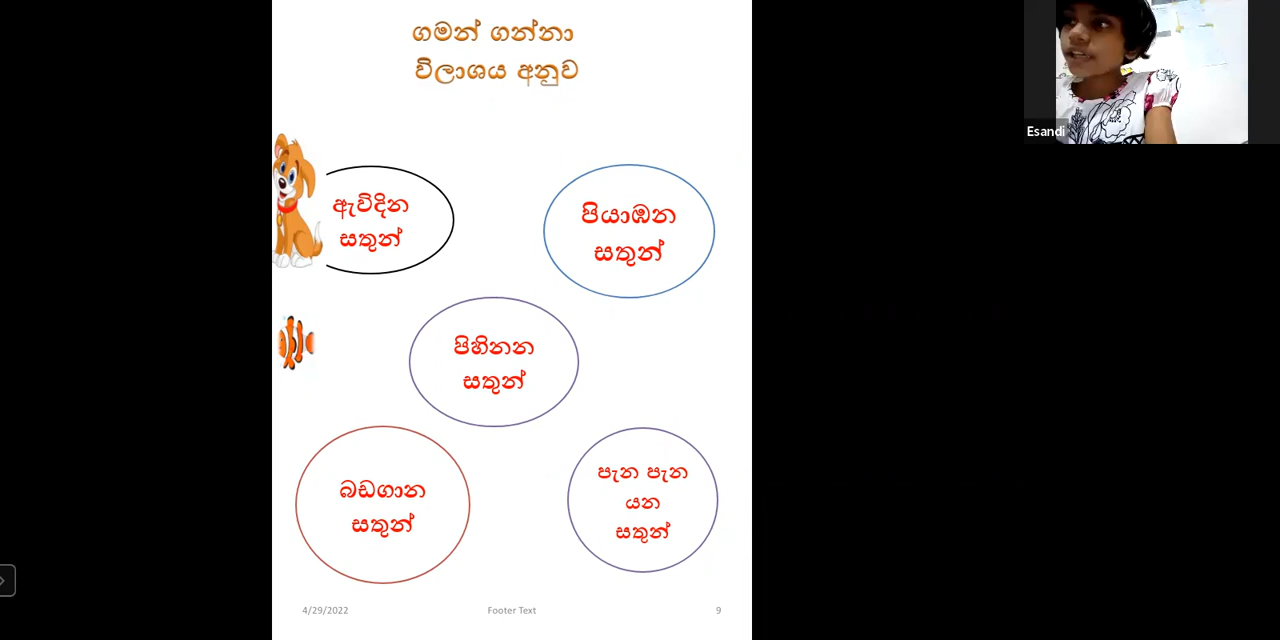 ගමන් ගන්නා
විලාශය අනුව
Esandi
ඇවිදින
සතුන්
පියාඹන
සතුන්
පිහිනන
සතුන්
බඩගාන
සතුන්
පැන පැන
යන
සතුන්
4/29/2022
Footer Text
9